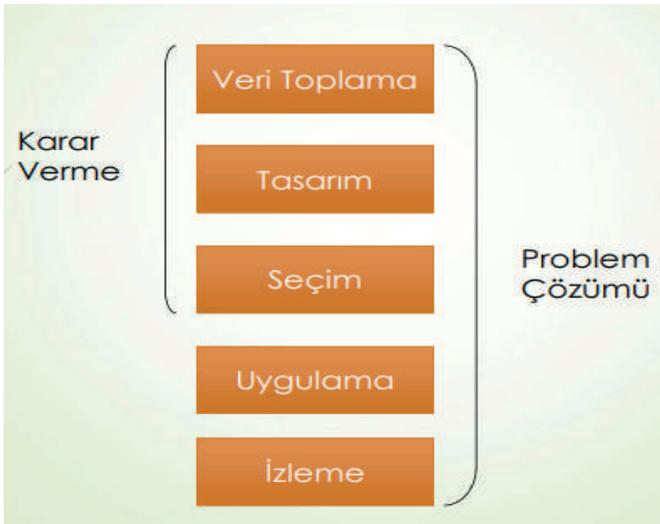 Veri Toplama
Karar
Verme
Tasarım
Seçim
Problem
Çözümü
Uygulama
İzleme